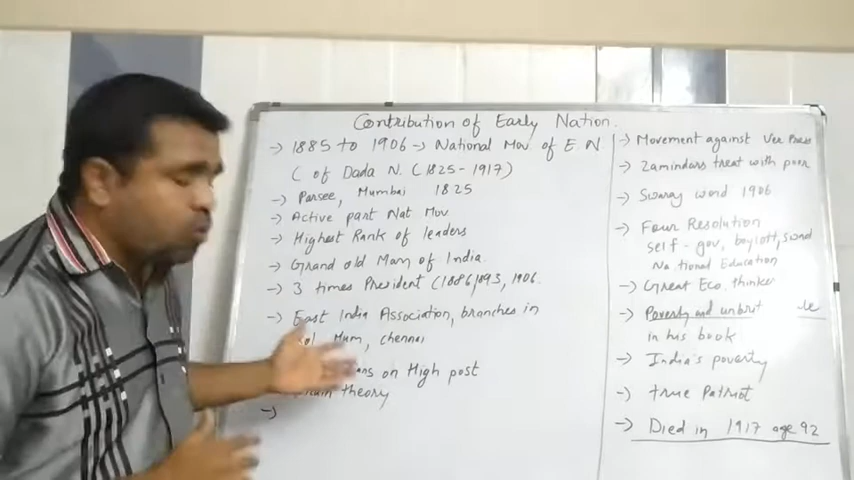 Contribution of Early Nation.
→ 1885 to 1906 → National Mov. of E. N
( of Dada N. (1825 - 1917)
→ Parsee, Mumbai 1825
→ Active part Nat Mov
→ Highest Rank of leaders
→ Grand old Man of India
→ 3 times President (1886, 1893, 1906.
→ East India Association, branches in
Mum, chennai
on High post
theory
→
→ Movement against Ver Press
→ Zamindars treat with poor
→ Swaraj word 1906
→ Four Resolution
self-gov, boylott, swad
National Education
→ Great Eco. thinker
→ Poverty and unbrit le
in his book
→ India's poverty
→ true Patriot
→ Died in 1917 age 92